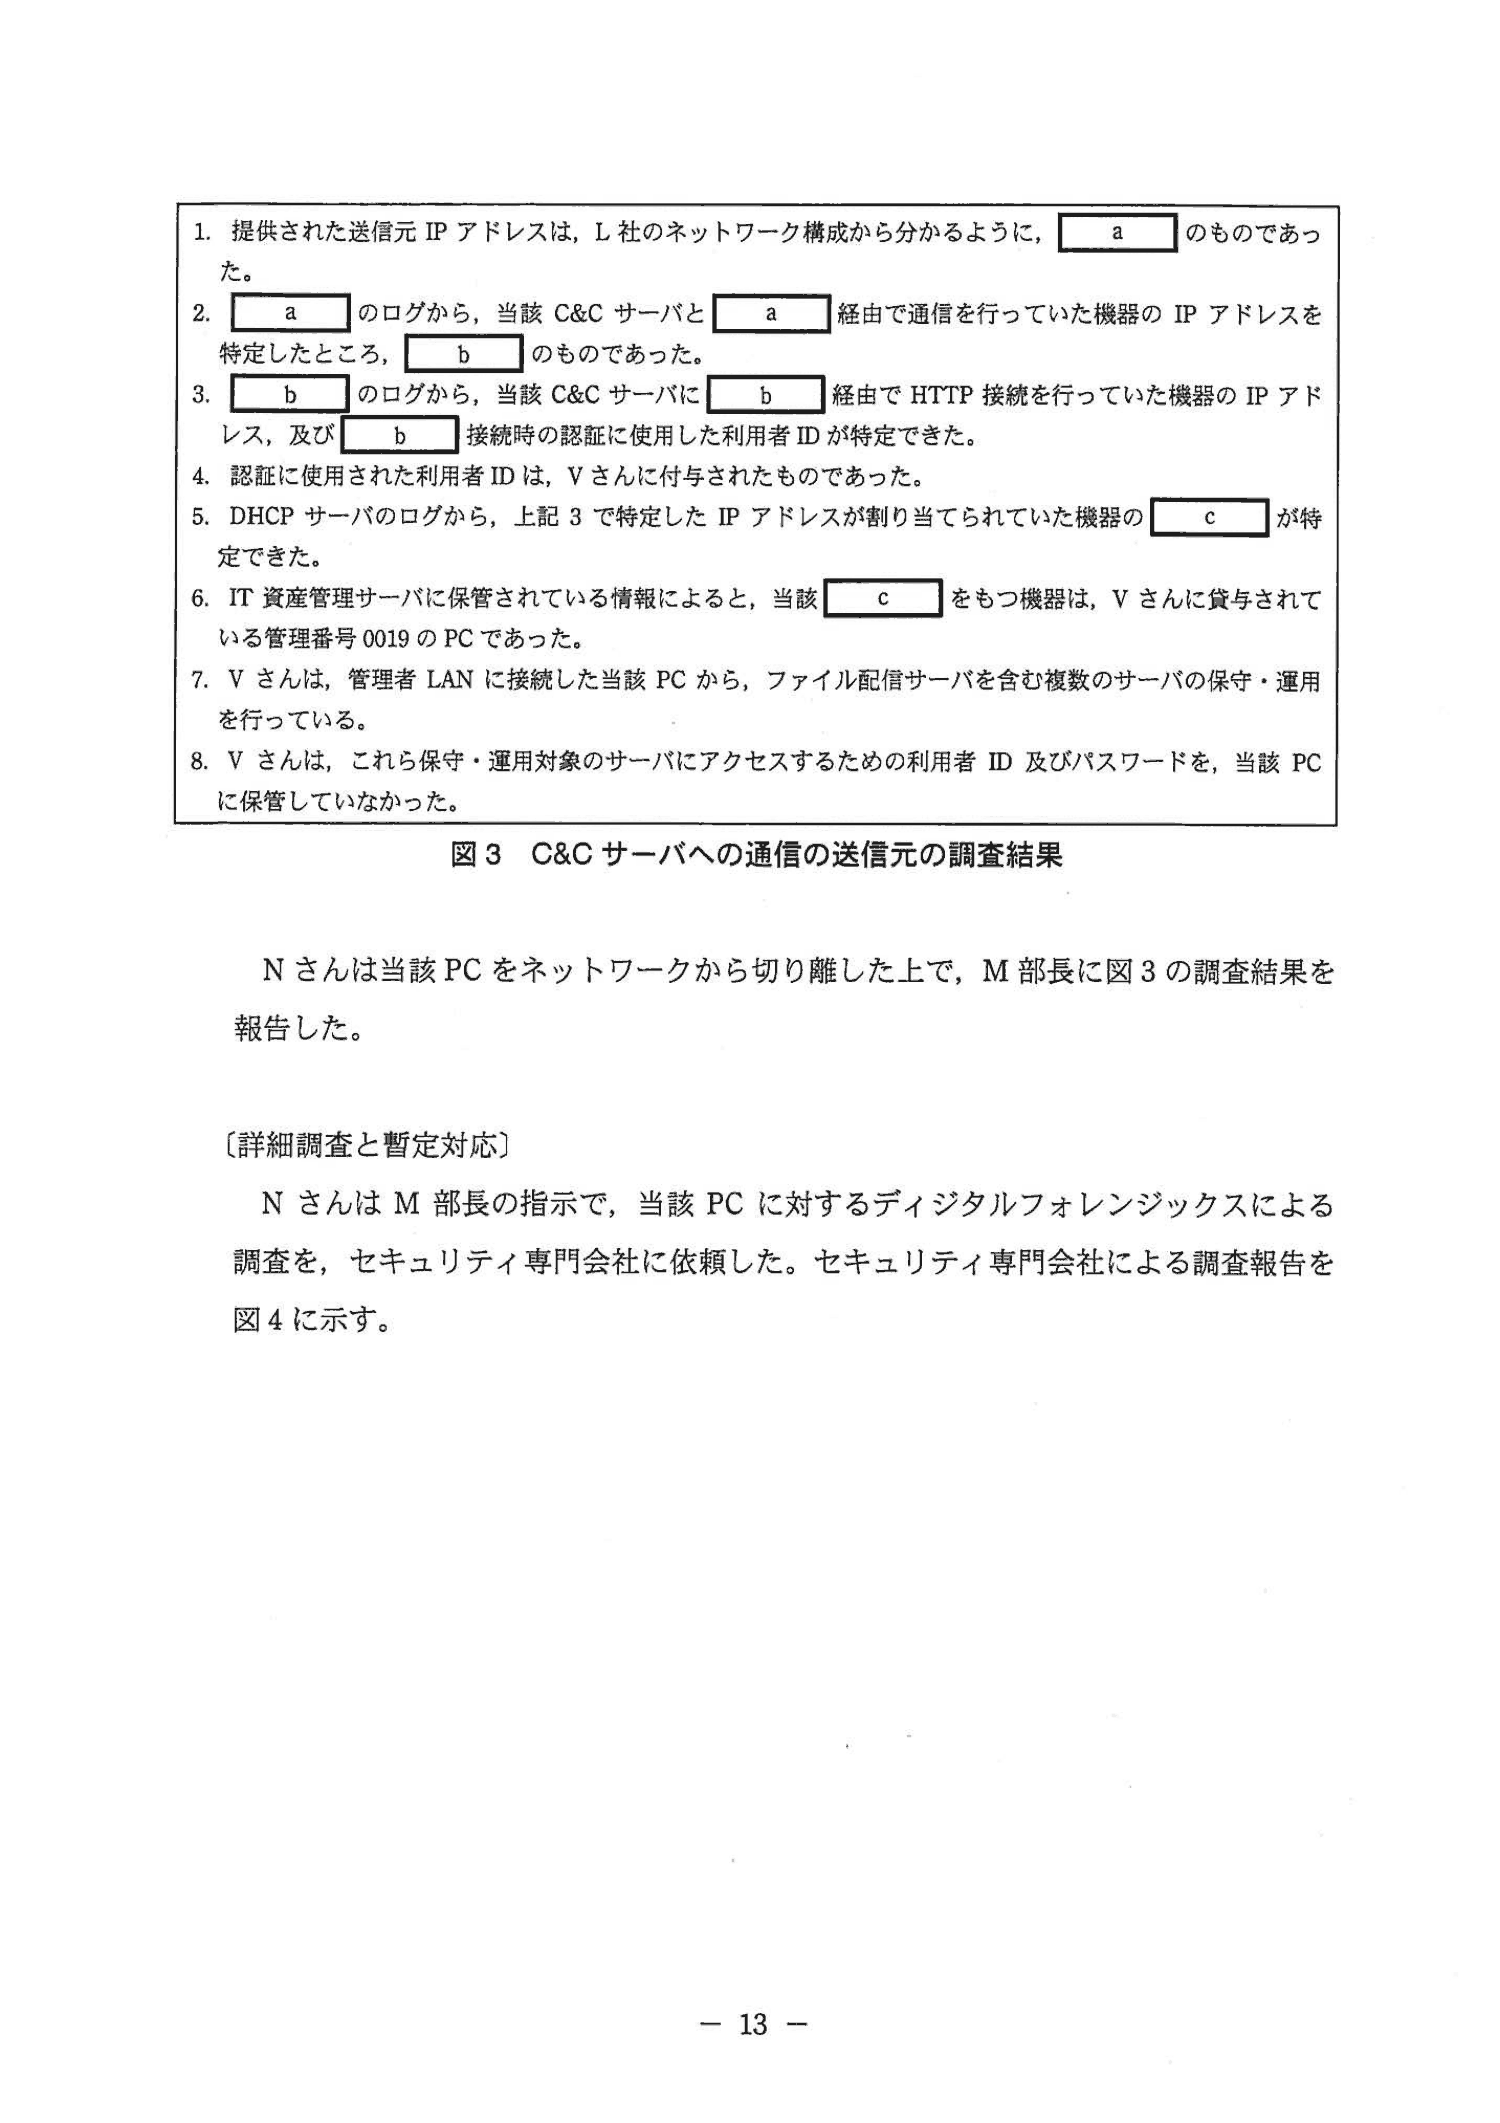 1. 提供された送信元 IP アドレスは，L 社のネットワーク構成から分かるように， a のものであっ
た。
2. a のログから，当該 C&C サーバと a 経由で通信を行っていた機器の IP アドレスを
特定したところ， b のものであった。
3. b のログから，当該 C&C サーバに b 経由で HTTP 接続を行っていた機器の IP アド
レス，及び b 接続時の認証に使用した利用者 ID が特定できた。
4. 認証に使用された利用者 ID は，V さんに付与されたものであった。
5. DHCP サーバのログから，上記 3 で特定した IP アドレスが割り当てられていた機器の c が特
定できた。
6. IT 資産管理サーバに保管されている情報によると，当該 c をもつ機器は，V さんに貸与されて
いる管理番号 0019 の PC であった。
7. V さんは，管理者 LAN に接続した当該 PC から，ファイル配信サーバを含む複数のサーバの保守・運用
を行っている。
8. V さんは，これら保守・運用対象のサーバにアクセスするための利用者 ID 及びパスワードを，当該 PC
に保管していなかった。
図 3 C&C サーバへの通信の送信元の調査結果
N さんは当該 PC をネットワークから切り離した上で，M 部長に図 3 の調査結果を
報告した。
〔詳細調査と暫定対応〕
N さんは M 部長の指示で，当該 PC に対するディジタルフォレンジックスによる
調査を，セキュリティ専門会社に依頼した。セキュリティ専門会社による調査報告を
図 4 に示す。
－ 13 －